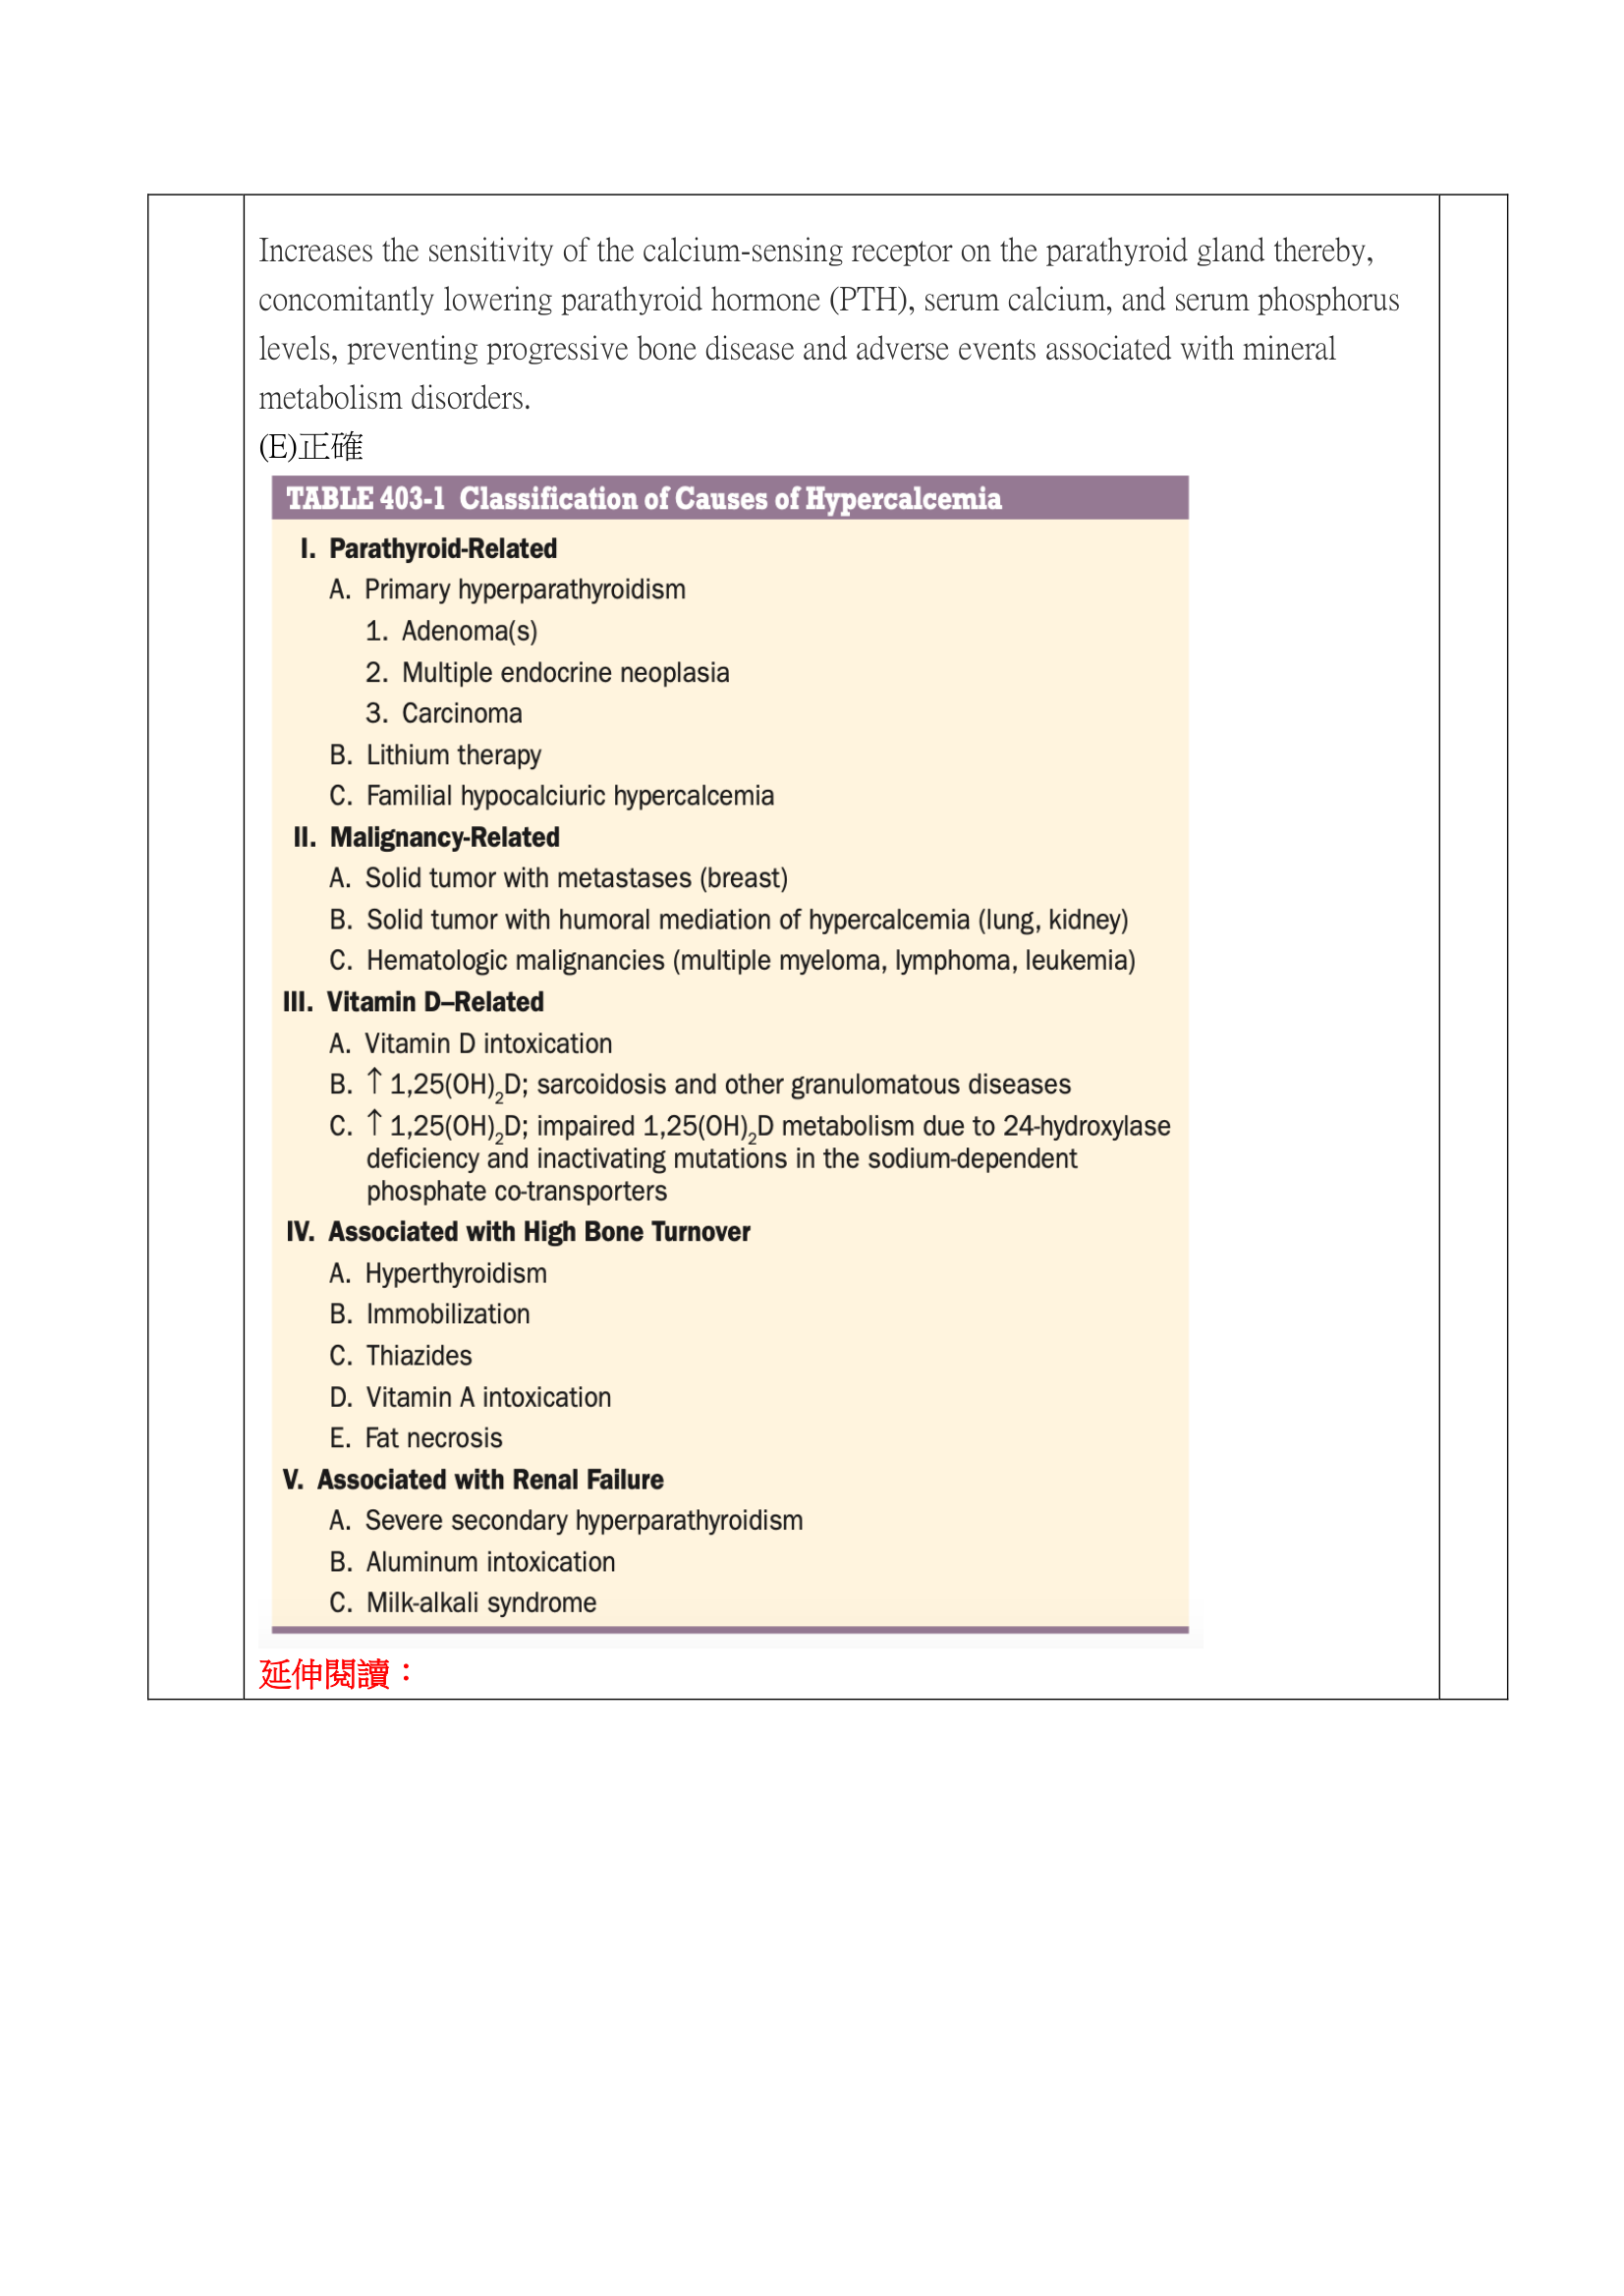 Increases the sensitivity of the calcium-sensing receptor on the parathyroid gland thereby,
concomitantly lowering parathyroid hormone (PTH), serum calcium, and serum phosphorus
levels, preventing progressive bone disease and adverse events associated with mineral
metabolism disorders.
(E)正確
TABLE 403-1 Classification of Causes of Hypercalcemia
I. Parathyroid-Related
A. Primary hyperparathyroidism
1. Adenoma(s)
2. Multiple endocrine neoplasia
3. Carcinoma
B. Lithium therapy
C. Familial hypocalciuric hypercalcemia
II. Malignancy-Related
A. Solid tumor with metastases (breast)
B. Solid tumor with humoral mediation of hypercalcemia (lung, kidney)
C. Hematologic malignancies (multiple myeloma, lymphoma, leukemia)
III. Vitamin D–Related
A. Vitamin D intoxication
B. ↑ 1,25(OH)₂D; sarcoidosis and other granulomatous diseases
C. ↑ 1,25(OH)₂D; impaired 1,25(OH)₂D metabolism due to 24-hydroxylase
deficiency and inactivating mutations in the sodium-dependent
phosphate co-transporters
IV. Associated with High Bone Turnover
A. Hyperthyroidism
B. Immobilization
C. Thiazides
D. Vitamin A intoxication
E. Fat necrosis
V. Associated with Renal Failure
A. Severe secondary hyperparathyroidism
B. Aluminum intoxication
C. Milk-alkali syndrome
延伸閱讀：